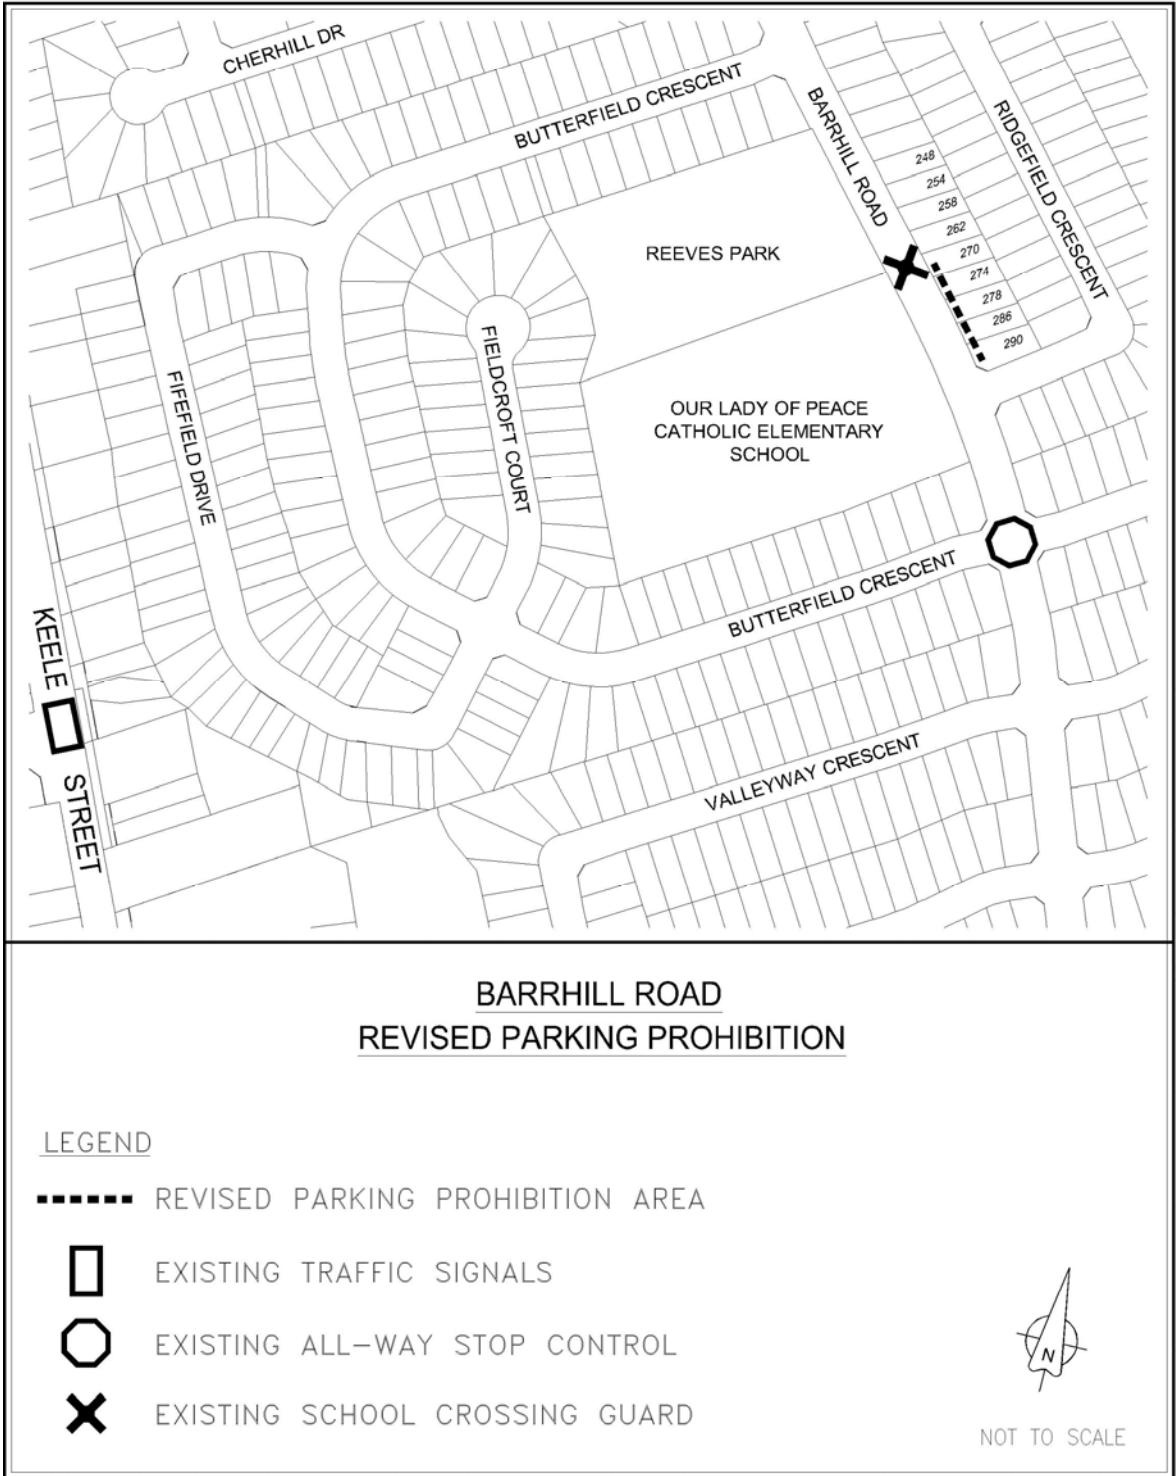 CHERHILL DR
BUTTERFIELD CRESCENT
BARRHILL ROAD
RIDGEFIELD CRESCENT
248
254
258
262
270
274
278
286
290
REEVES PARK
OUR LADY OF PEACE
CATHOLIC ELEMENTARY
SCHOOL
FIELDCROFT COURT
FIFEFIELD DRIVE
BUTTERFIELD CRESCENT
KEELE
STREET
VALLEYWAY CRESCENT
BARRHILL ROAD
REVISED PARKING PROHIBITION
LEGEND
REVISED PARKING PROHIBITION AREA
EXISTING TRAFFIC SIGNALS
EXISTING ALL-WAY STOP CONTROL
EXISTING SCHOOL CROSSING GUARD
N
NOT TO SCALE